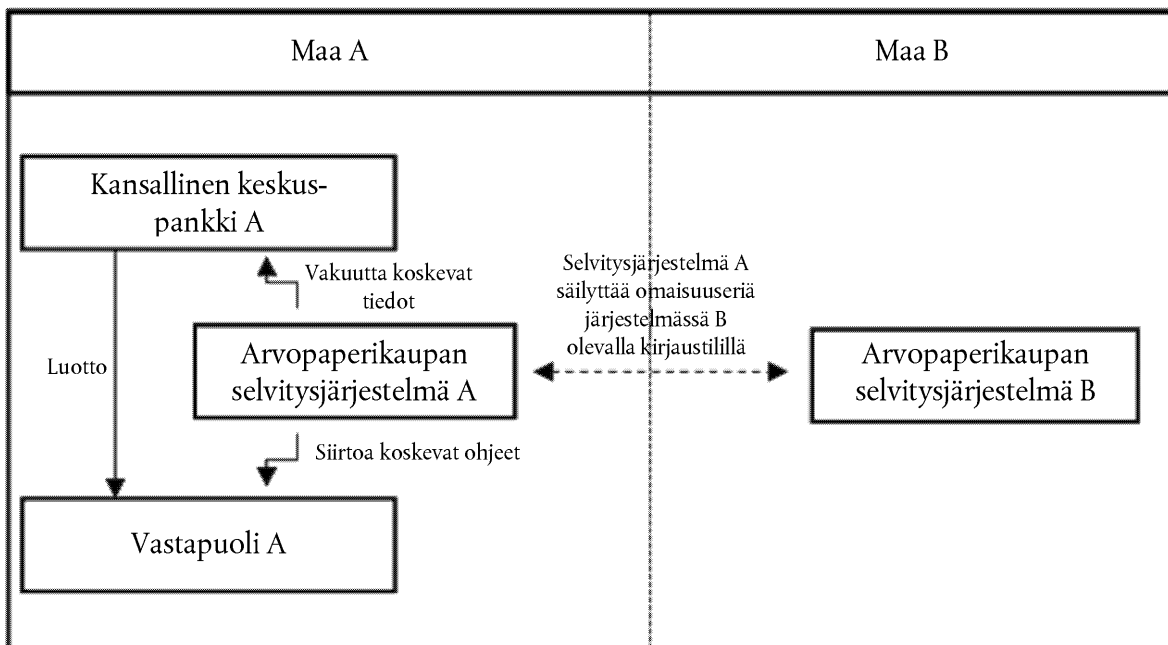 Maa A
Maa B
Kansallinen keskus-
pankki A
Vakuutta koskevat
tiedot
Selvitysjärjestelmä A
säilyttää omaisuuseriä
järjestelmässä B
olevalla kirjaustilillä
Luotto
Arvopaperikaupan
selvitysjärjestelmä A
Arvopaperikaupan
selvitysjärjestelmä B
Siirtoa koskevat ohjeet
Vastapuoli A